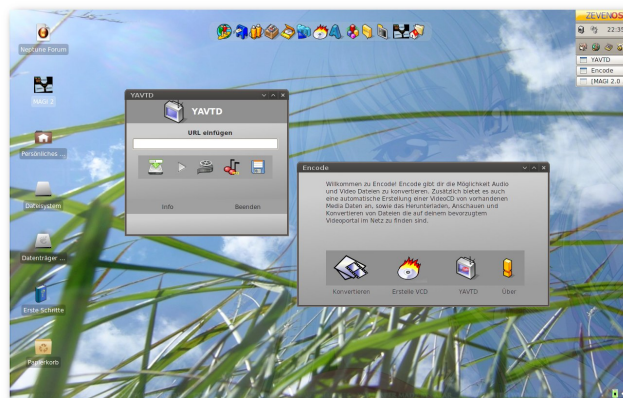 ZEVENOS
22:35
YAVTD
Encode
[MAGI 2.0
Neptune Forum
MAGI 2
Persönliches ...
Dateisystem
Datenträger ...
Erste Schritte
Papierkorb
YAVTD
YAVTD
URL einfügen
Info Beenden
Encode
Willkommen zu Encode! Encode gibt dir die Möglichkeit Audio
und Video Dateien zu konvertieren. Zusätzlich bietet es auch
eine automatische Erstellung einer VideoCD von vorhandenen
Media Daten an, sowie das Herunterladen, Anschauen und
Konvertieren von Dateien die auf deinem bevorzugtem
Videoportal im Netz zu finden sind.
Konvertieren Erstelle VCD YAVTD Über